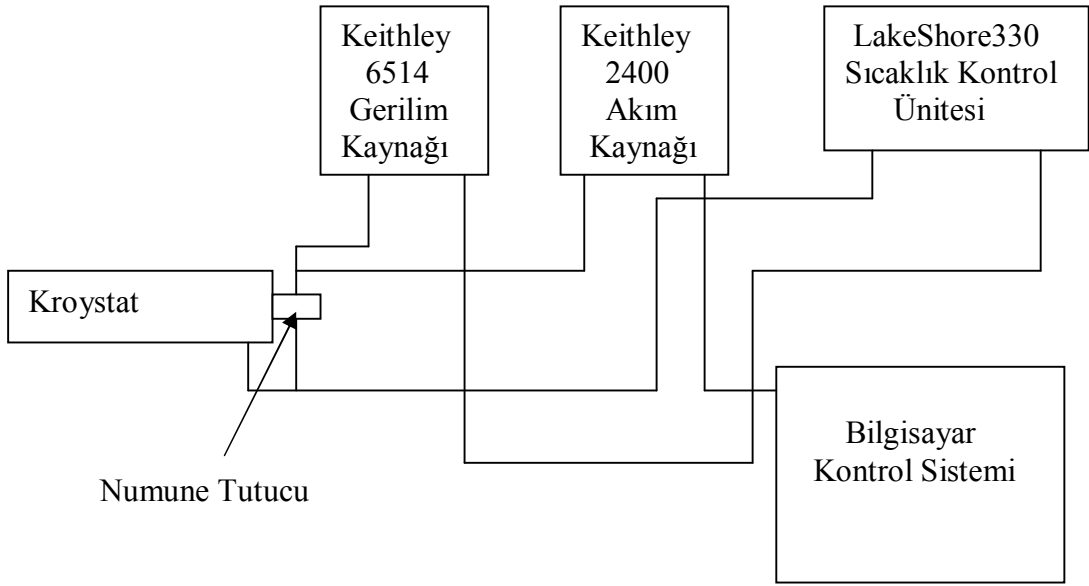 Keithley
6514
Gerilim
Kaynağı
Keithley
2400
Akım
Kaynağı
LakeShore330
Sıcaklık Kontrol
Ünitesi
Kroystat
Numune Tutucu
Bilgisayar
Kontrol Sistemi